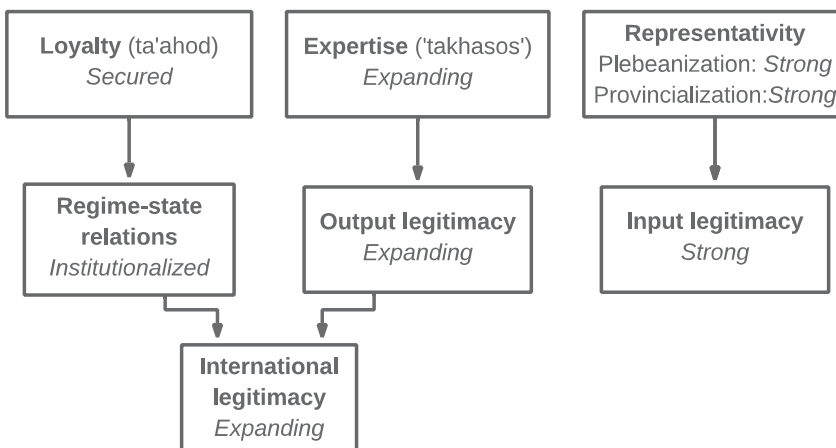 Loyalty (ta'ahod)
Secured
Expertise ('takhasos')
Expanding
Representativity
Plebeanization: Strong
Provincialization:Strong
Regime-state
relations
Institutionalized
Output legitimacy
Expanding
Input legitimacy
Strong
International
legitimacy
Expanding